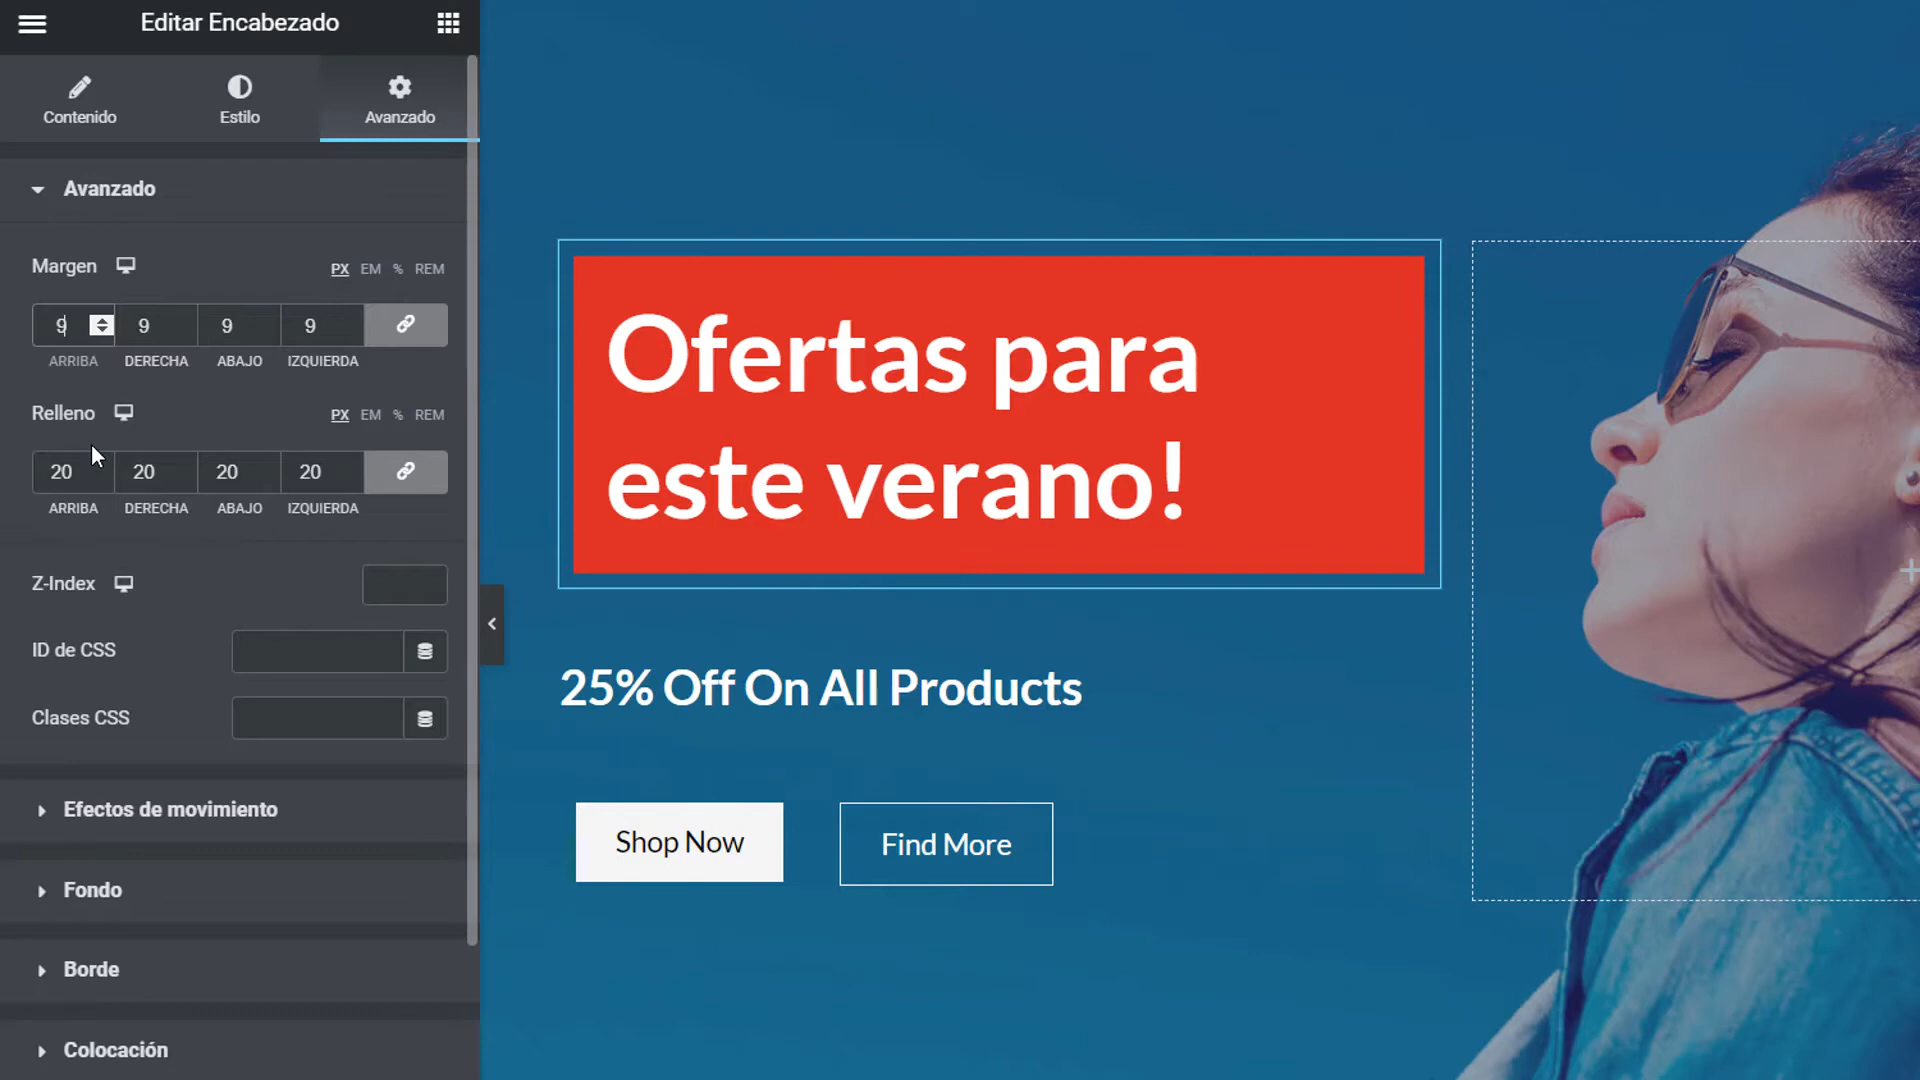 Editar Encabezado
Contenido
Estilo
Avanzado
Avanzado
Margen
PX EM % REM
9 9 9 9
ARRIBA DERECHA ABAJO IZQUIERDA
Relleno
PX EM % REM
20 20 20 20
ARRIBA DERECHA ABAJO IZQUIERDA
Z-Index
ID de CSS
Clases CSS
Efectos de movimiento
Fondo
Borde
Colocación
Ofertas para
este verano!
25% Off On All Products
Shop Now
Find More